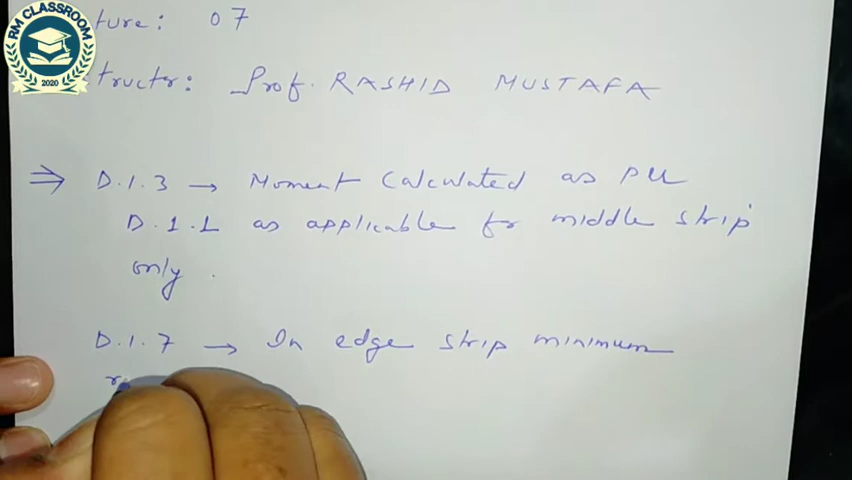 RM CLASSROOM
2020
ture: 07
tructr: Prof. RASHID MUSTAFA
⇒ D.1.3 → Moment calculated as per
D.1.1 as applicable for middle strip
only.
D.1.7 → In edge strip minimum